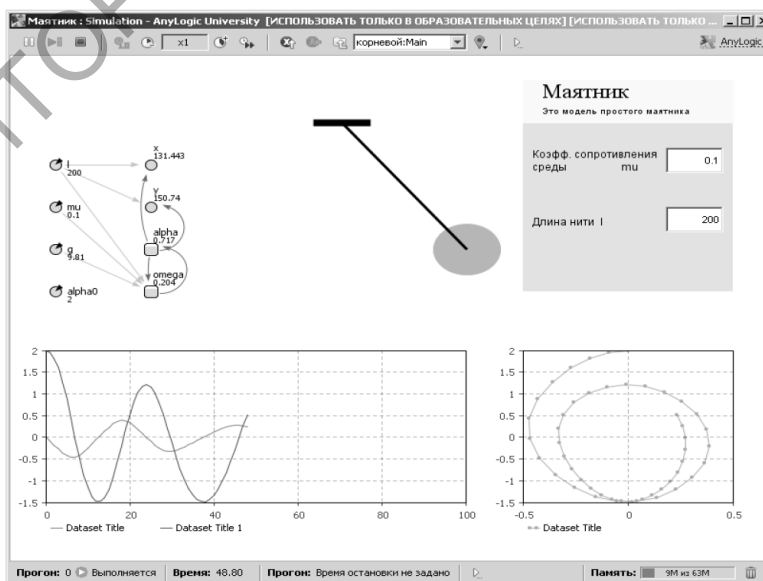 Маятник : Simulation - AnyLogic University [ИСПОЛЬЗОВАТЬ ТОЛЬКО В ОБРАЗОВАТЕЛЬНЫХ ЦЕЛЯХ] [ИСПОЛЬЗОВАТЬ ТОЛЬКО ...
x1 корневой:Main AnyLogic
Маятник
Это модель простого маятника
Коэфф. сопротивления
среды mu 0.1
Длина нити l 200
l
200
mu
0.1
g
9.81
alpha0
2
x
131.443
y
150.74
alpha
0.717
omega
0.204
2
1.5
1
0.5
0
-0.5
-1
-1.5
0 20 40 60 80 100
Dataset Title Dataset Title 1
2
1.5
1
0.5
0
-0.5
-1
-1.5
-0.5 0 0.5
Dataset Title
Прогон: 0 Выполняется Время: 48.80 Прогон: Время остановки не задано Память: 9M из 63M